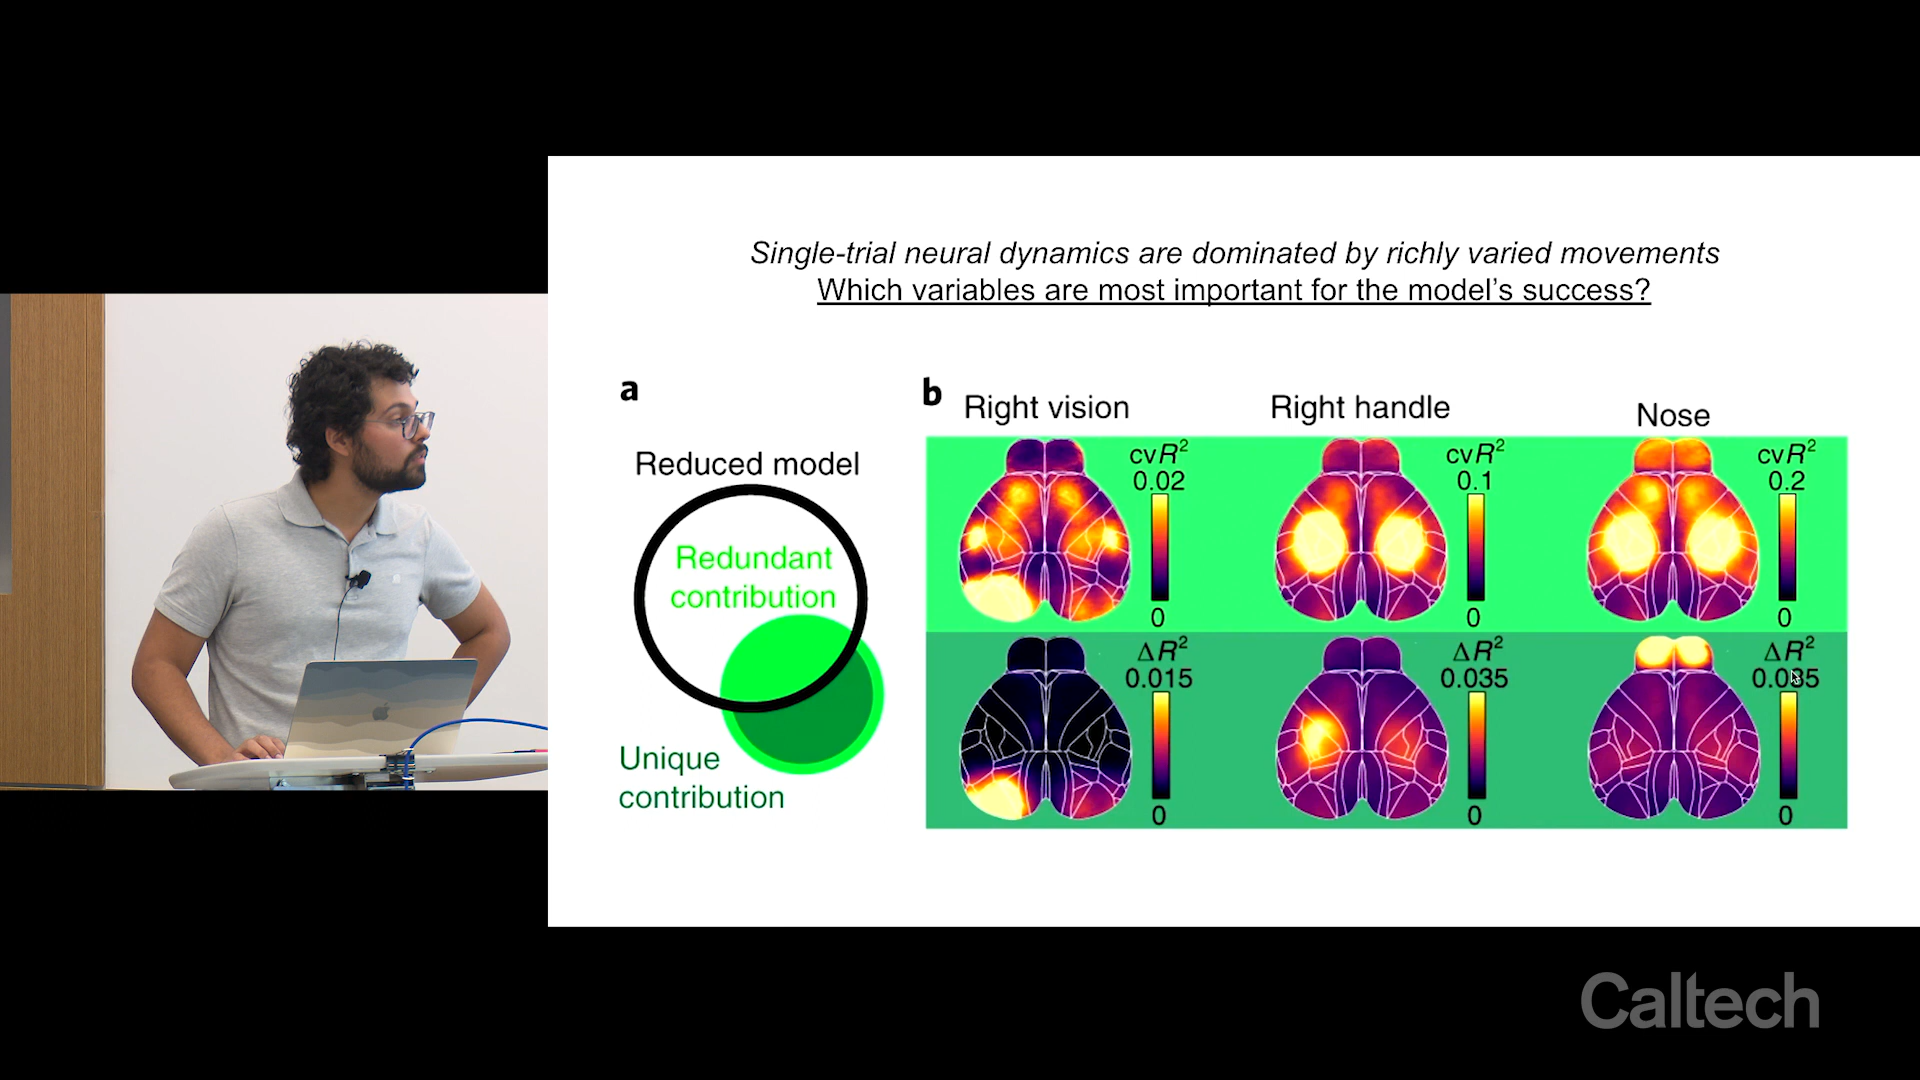 Single-trial neural dynamics are dominated by richly varied movements
Which variables are most important for the model's success?
a
Reduced model
Redundant
contribution
Unique
contribution
b
Right vision
Right handle
Nose
cvR²
0.02
0
cvR²
0.1
0
cvR²
0.2
0
ΔR²
0.015
0
ΔR²
0.035
0
ΔR²
0
Caltech